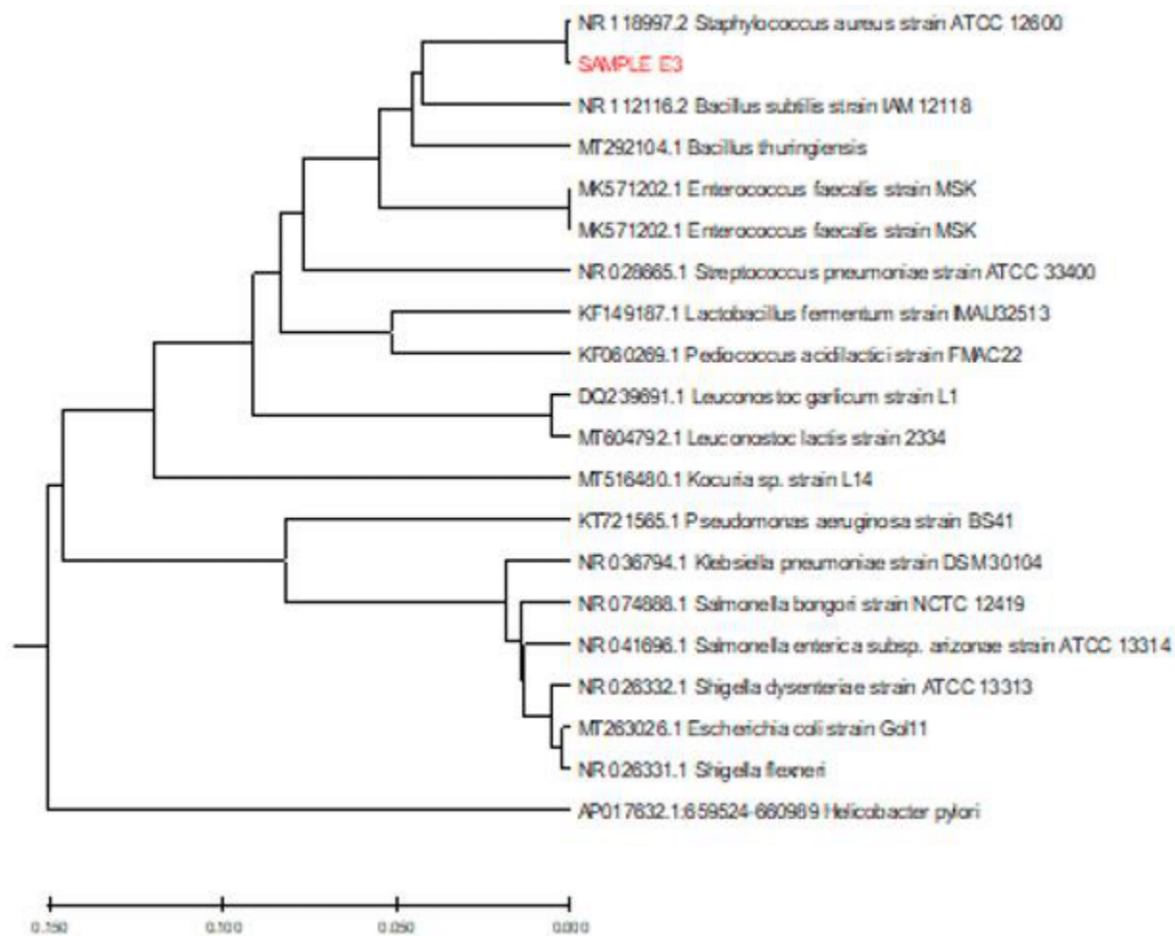 NR 118997.2 Staphylococcus aureus strain ATCC 12600
SAMPLE E3
NR 112116.2 Bacillus subtilis strain IAM 12118
MT292104.1 Bacillus thuringiensis
MK571202.1 Enterococcus faecalis strain MSK
MK571202.1 Enterococcus faecalis strain MSK
NR 028665.1 Streptococcus pneumoniae strain ATCC 33400
KF149187.1 Lactobacillus fermentum strain IMAU32513
KF060269.1 Pediococcus acidilactici strain FMAC22
DQ239691.1 Leuconostoc garlicum strain L1
MT604792.1 Leuconostoc lactis strain 2334
MT516480.1 Kocuria sp. strain L14
KT721565.1 Pseudomonas aeruginosa strain BS41
NR 036794.1 Klebsiella pneumoniae strain DSM 30104
NR 074888.1 Salmonella bongori strain NCTC 12419
NR 041696.1 Salmonella enterica subsp. arizonae strain ATCC 13314
NR 026332.1 Shigella dysenteriae strain ATCC 13313
MT263026.1 Escherichia coli strain Gol11
NR 026331.1 Shigella flexneri
AP017632.1:659524-660989 Helicobacter pylori
0.150 0.100 0.050 0.000